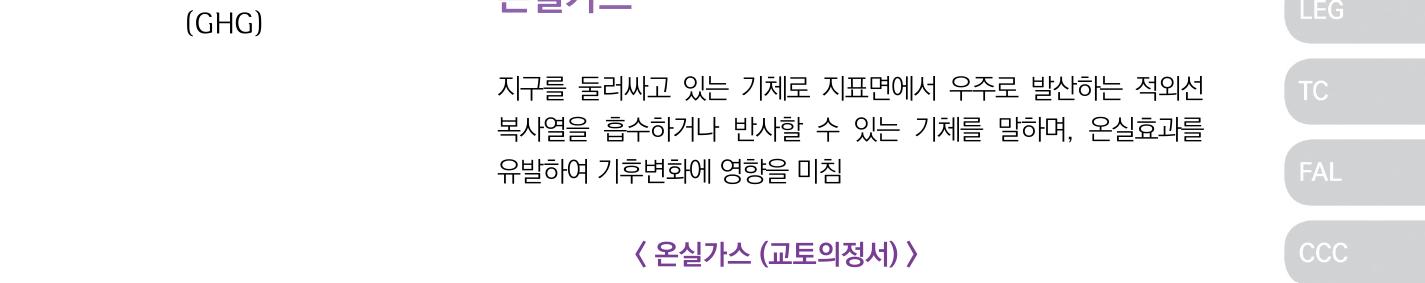 온실가스
(GHG)
지구를 둘러싸고 있는 기체로 지표면에서 우주로 발산하는 적외선
복사열을 흡수하거나 반사할 수 있는 기체를 말하며, 온실효과를
유발하여 기후변화에 영향을 미침
〈 온실가스 (교토의정서) 〉
LEG
TC
FAL
CCC